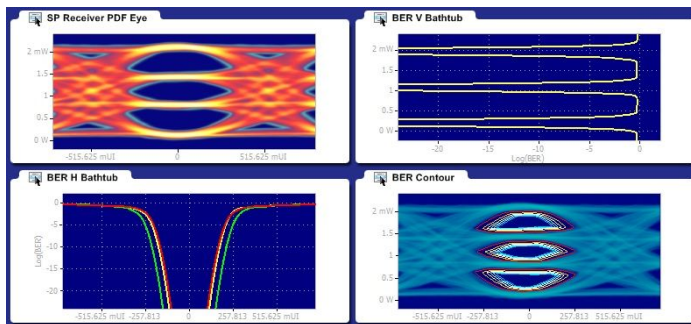 SP Receiver PDF Eye
2 mW
1.5
1
0.5
0 W
-515.625 mUI
0
515.625 mUI
BER V Bathtub
2 mW
1.5
1
0.5
0 W
-20
-15
-10
-5
0
Log(BER)
BER H Bathtub
0
-5
-10
-15
-20
Log(BER)
-515.625 mUI
-257.813
0
257.813
515.625 mUI
BER Contour
2 mW
1.5
1
0.5
0 W
-515.625 mUI
-257.813
0
257.813
515.625 mUI